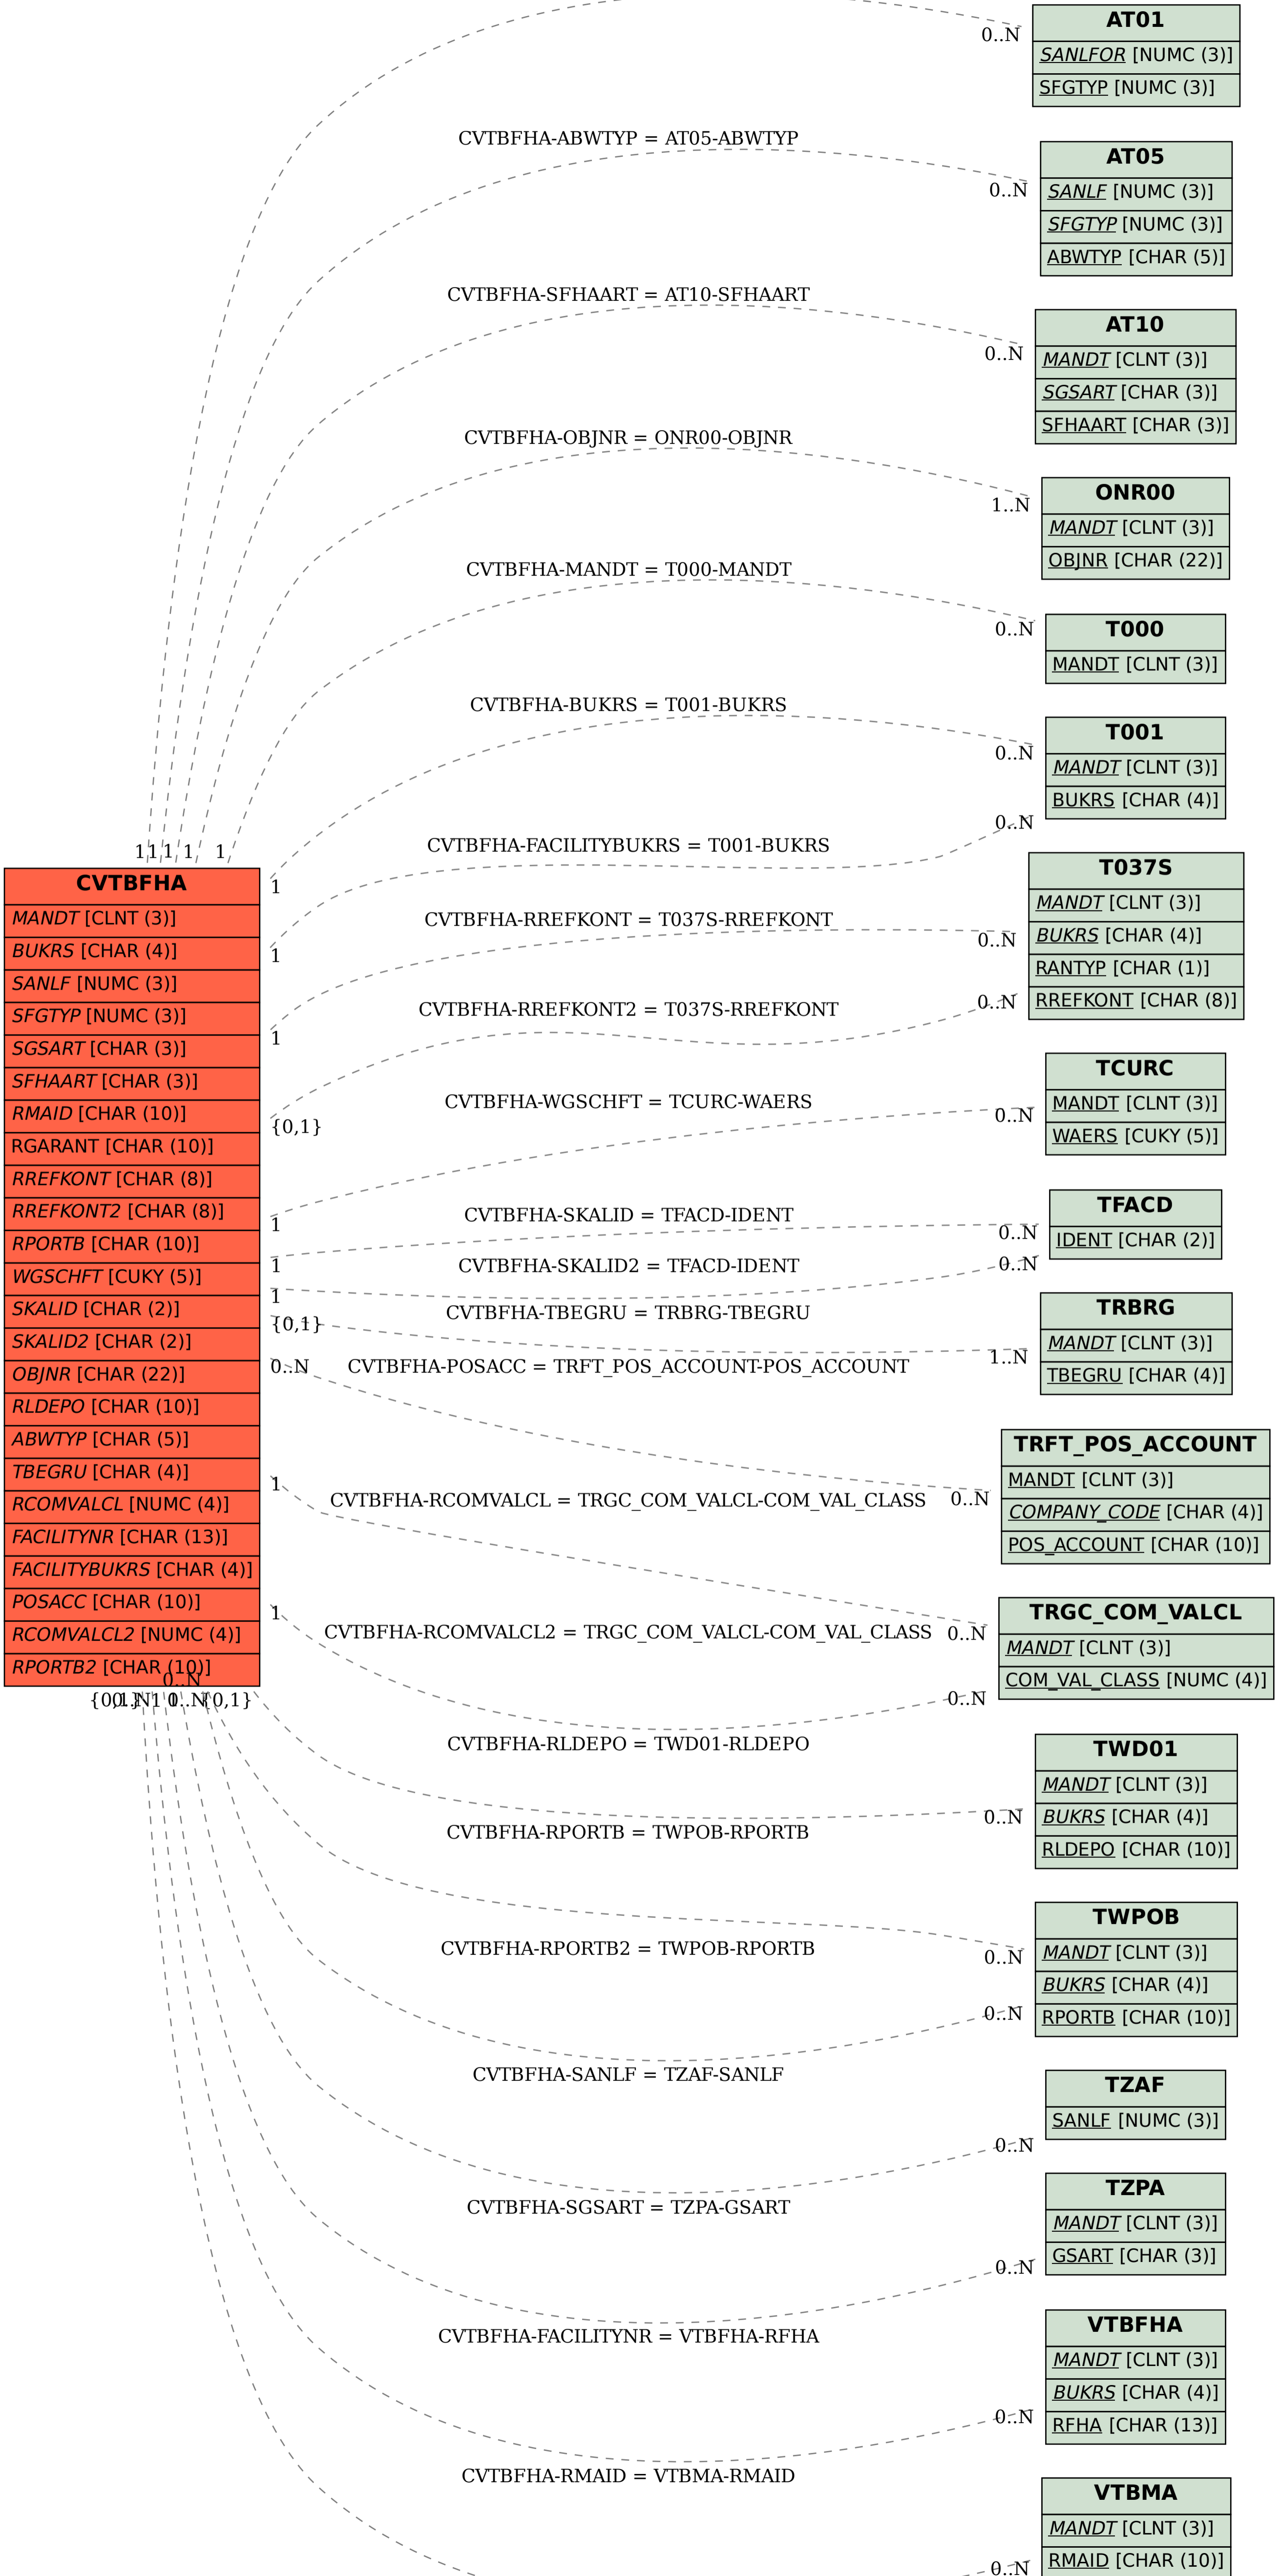 AT01
0..N
SANLFOR [NUMC (3)]
SFGTYP [NUMC (3)]
CVTBFHA-ABWTYP = AT05-ABWTYP
AT05
0..N
SANLF [NUMC (3)]
SFGTYP [NUMC (3)]
ABWTYP [CHAR (5)]
CVTBFHA-SFHAART = AT10-SFHAART
AT10
0..N
MANDT [CLNT (3)]
SGSART [CHAR (3)]
SFHAART [CHAR (3)]
CVTBFHA-OBJNR = ONR00-OBJNR
ONR00
1..N
MANDT [CLNT (3)]
OBJNR [CHAR (22)]
CVTBFHA-MANDT = T000-MANDT
T000
0..N
MANDT [CLNT (3)]
CVTBFHA-BUKRS = T001-BUKRS
T001
0..N
MANDT [CLNT (3)]
BUKRS [CHAR (4)]
0..N
CVTBFHA-FACILITYBUKRS = T001-BUKRS
1 1 1 1 1
CVTBFHA
MANDT [CLNT (3)]
BUKRS [CHAR (4)]
SANLF [NUMC (3)]
SFGTYP [NUMC (3)]
SGSART [CHAR (3)]
SFHAART [CHAR (3)]
RMAID [CHAR (10)]
RGARANT [CHAR (10)]
RREFKONT [CHAR (8)]
RREFKONT2 [CHAR (8)]
RPORTB [CHAR (10)]
WGSCHFT [CUKY (5)]
SKALID [CHAR (2)]
SKALID2 [CHAR (2)]
OBJNR [CHAR (22)]
RLDEPO [CHAR (10)]
ABWTYP [CHAR (5)]
TBEGRU [CHAR (4)]
RCOMVALCL [NUMC (4)]
FACILITYNR [CHAR (13)]
FACILITYBUKRS [CHAR (4)]
POSACC [CHAR (10)]
RCOMVALCL2 [NUMC (4)]
RPORTB2 [CHAR (10)]
1
1
1
{0,1}
1
1
1
{0,1}
0..N
1
1
0..N
{0,1}
T037S
MANDT [CLNT (3)]
CVTBFHA-RREFKONT = T037S-RREFKONT
0..N
BUKRS [CHAR (4)]
RANTYP [CHAR (1)]
RREFKONT [CHAR (8)]
CVTBFHA-RREFKONT2 = T037S-RREFKONT
0..N
TCURC
CVTBFHA-WGSCHFT = TCURC-WAERS
0..N
MANDT [CLNT (3)]
WAERS [CUKY (5)]
TFACD
CVTBFHA-SKALID = TFACD-IDENT
0..N
IDENT [CHAR (2)]
CVTBFHA-SKALID2 = TFACD-IDENT
0..N
TRBRG
CVTBFHA-TBEGRU = TRBRG-TBEGRU
MANDT [CLNT (3)]
1..N
TBEGRU [CHAR (4)]
CVTBFHA-POSACC = TRFT_POS_ACCOUNT-POS_ACCOUNT
TRFT_POS_ACCOUNT
MANDT [CLNT (3)]
0..N
COMPANY_CODE [CHAR (4)]
POS_ACCOUNT [CHAR (10)]
CVTBFHA-RCOMVALCL = TRGC_COM_VALCL-COM_VAL_CLASS
TRGC_COM_VALCL
CVTBFHA-RCOMVALCL2 = TRGC_COM_VALCL-COM_VAL_CLASS
0..N
MANDT [CLNT (3)]
COM_VAL_CLASS [NUMC (4)]
0..N
CVTBFHA-RLDEPO = TWD01-RLDEPO
TWD01
MANDT [CLNT (3)]
0..N
BUKRS [CHAR (4)]
RLDEPO [CHAR (10)]
CVTBFHA-RPORTB = TWPOB-RPORTB
TWPOB
0..N
MANDT [CLNT (3)]
BUKRS [CHAR (4)]
RPORTB [CHAR (10)]
CVTBFHA-RPORTB2 = TWPOB-RPORTB
0..N
CVTBFHA-SANLF = TZAF-SANLF
TZAF
SANLF [NUMC (3)]
0..N
CVTBFHA-SGSART = TZPA-GSART
TZPA
MANDT [CLNT (3)]
GSART [CHAR (3)]
0..N
CVTBFHA-FACILITYNR = VTBFHA-RFHA
VTBFHA
MANDT [CLNT (3)]
BUKRS [CHAR (4)]
RFHA [CHAR (13)]
0..N
CVTBFHA-RMAID = VTBMA-RMAID
VTBMA
MANDT [CLNT (3)]
RMAID [CHAR (10)]
0..N